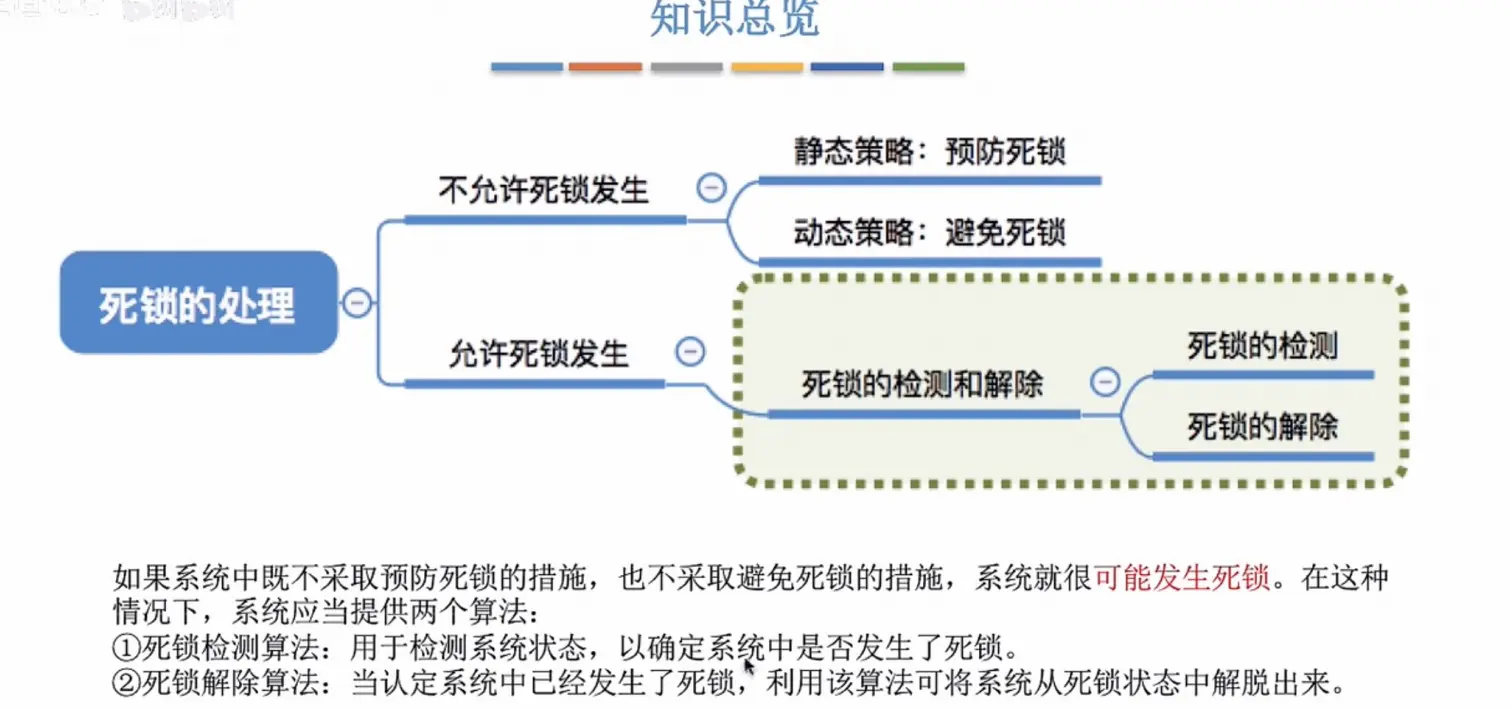 知识总览
静态策略：预防死锁
不允许死锁发生
动态策略：避免死锁
死锁的处理
允许死锁发生
死锁的检测和解除
死锁的检测
死锁的解除
如果系统中既不采取预防死锁的措施，也不采取避免死锁的措施，系统就很可能发生死锁。在这种
情况下，系统应当提供两个算法：
①死锁检测算法：用于检测系统状态，以确定系统中是否发生了死锁。
②死锁解除算法：当认定系统中已经发生了死锁，利用该算法可将系统从死锁状态中解脱出来。